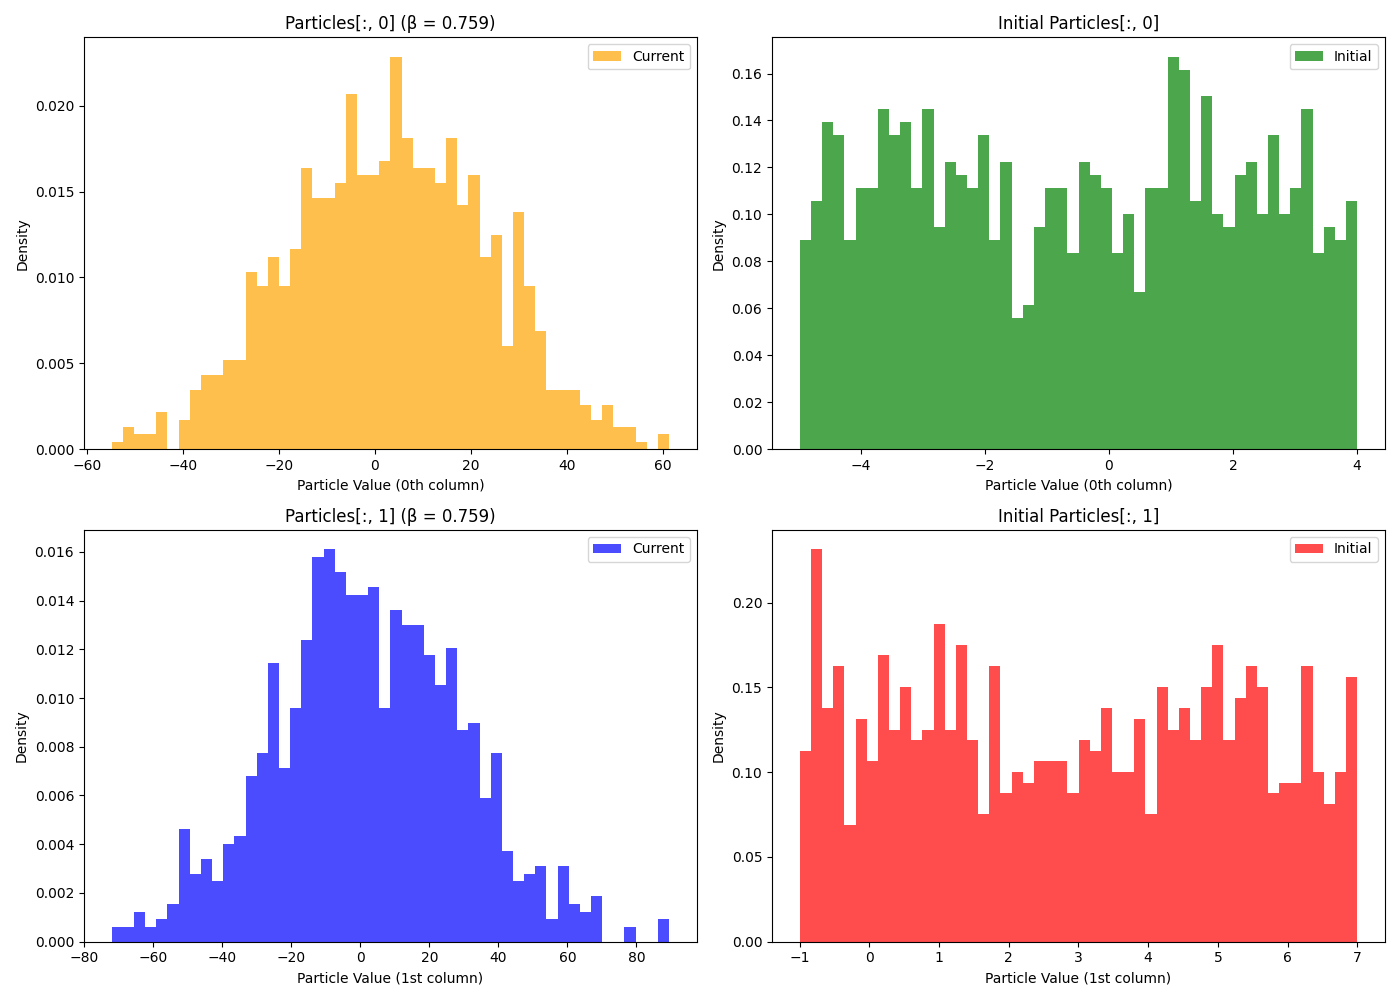 Particles[:, 0] (β = 0.759)
Current
Density
0.020
0.015
0.010
0.005
0.000
−60 −40 −20 0 20 40 60
Particle Value (0th column)
Initial Particles[:, 0]
Initial
Density
0.16
0.14
0.12
0.10
0.08
0.06
0.04
0.02
0.00
−4 −2 0 2 4
Particle Value (0th column)
Particles[:, 1] (β = 0.759)
Current
Density
0.016
0.014
0.012
0.010
0.008
0.006
0.004
0.002
0.000
−80 −60 −40 −20 0 20 40 60 80
Particle Value (1st column)
Initial Particles[:, 1]
Initial
Density
0.20
0.15
0.10
0.05
0.00
−1 0 1 2 3 4 5 6 7
Particle Value (1st column)